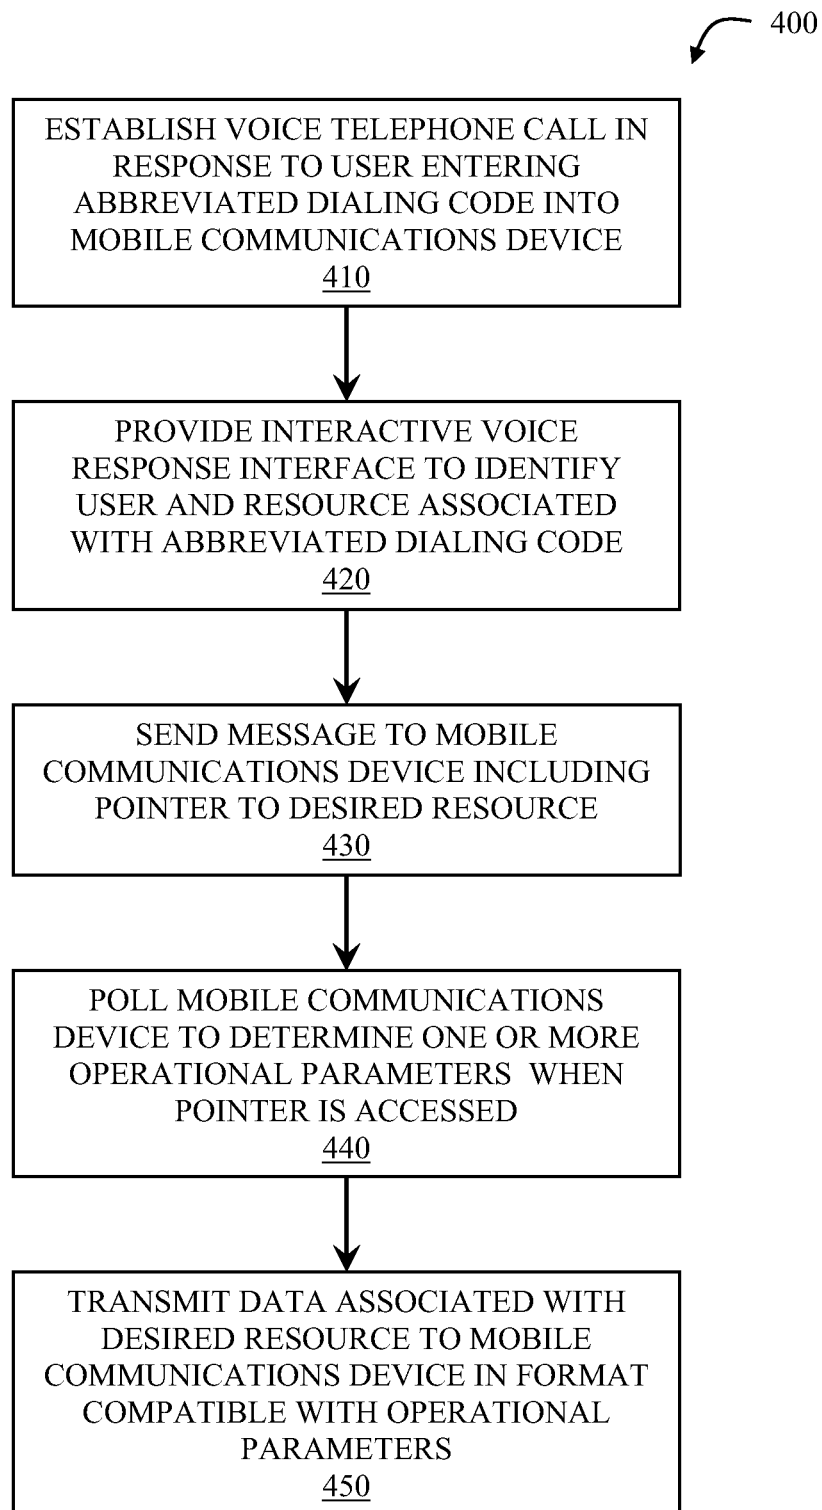 400
ESTABLISH VOICE TELEPHONE CALL IN
RESPONSE TO USER ENTERING
ABBREVIATED DIALING CODE INTO
MOBILE COMMUNICATIONS DEVICE
410
PROVIDE INTERACTIVE VOICE
RESPONSE INTERFACE TO IDENTIFY
USER AND RESOURCE ASSOCIATED
WITH ABBREVIATED DIALING CODE
420
SEND MESSAGE TO MOBILE
COMMUNICATIONS DEVICE INCLUDING
POINTER TO DESIRED RESOURCE
430
POLL MOBILE COMMUNICATIONS
DEVICE TO DETERMINE ONE OR MORE
OPERATIONAL PARAMETERS WHEN
POINTER IS ACCESSED
440
TRANSMIT DATA ASSOCIATED WITH
DESIRED RESOURCE TO MOBILE
COMMUNICATIONS DEVICE IN FORMAT
COMPATIBLE WITH OPERATIONAL
PARAMETERS
450